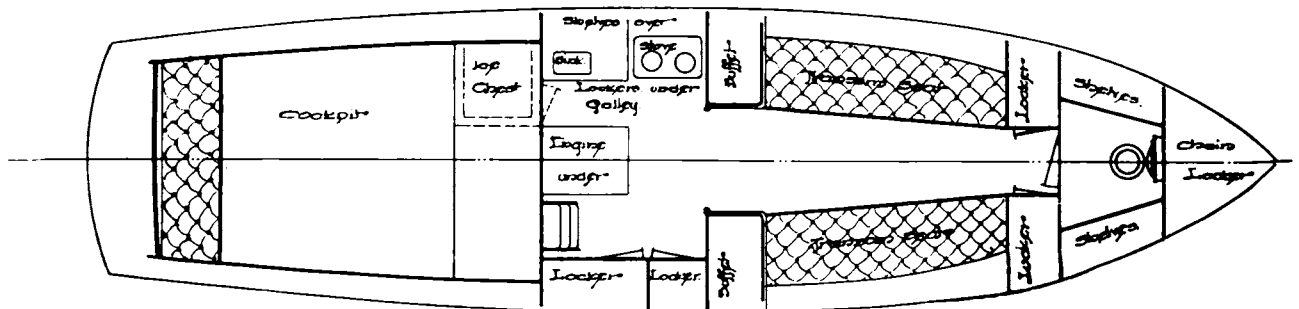 Shelves over
Stove
Sink
Ice
Chest
Lockers under
Galley
Buffet
Transom Seat
Locker
Shelves.
Cockpit
Engine
under
Chain
Locker
Locker
Locker.
Buffet
Transom Seat
Locker
Shelves